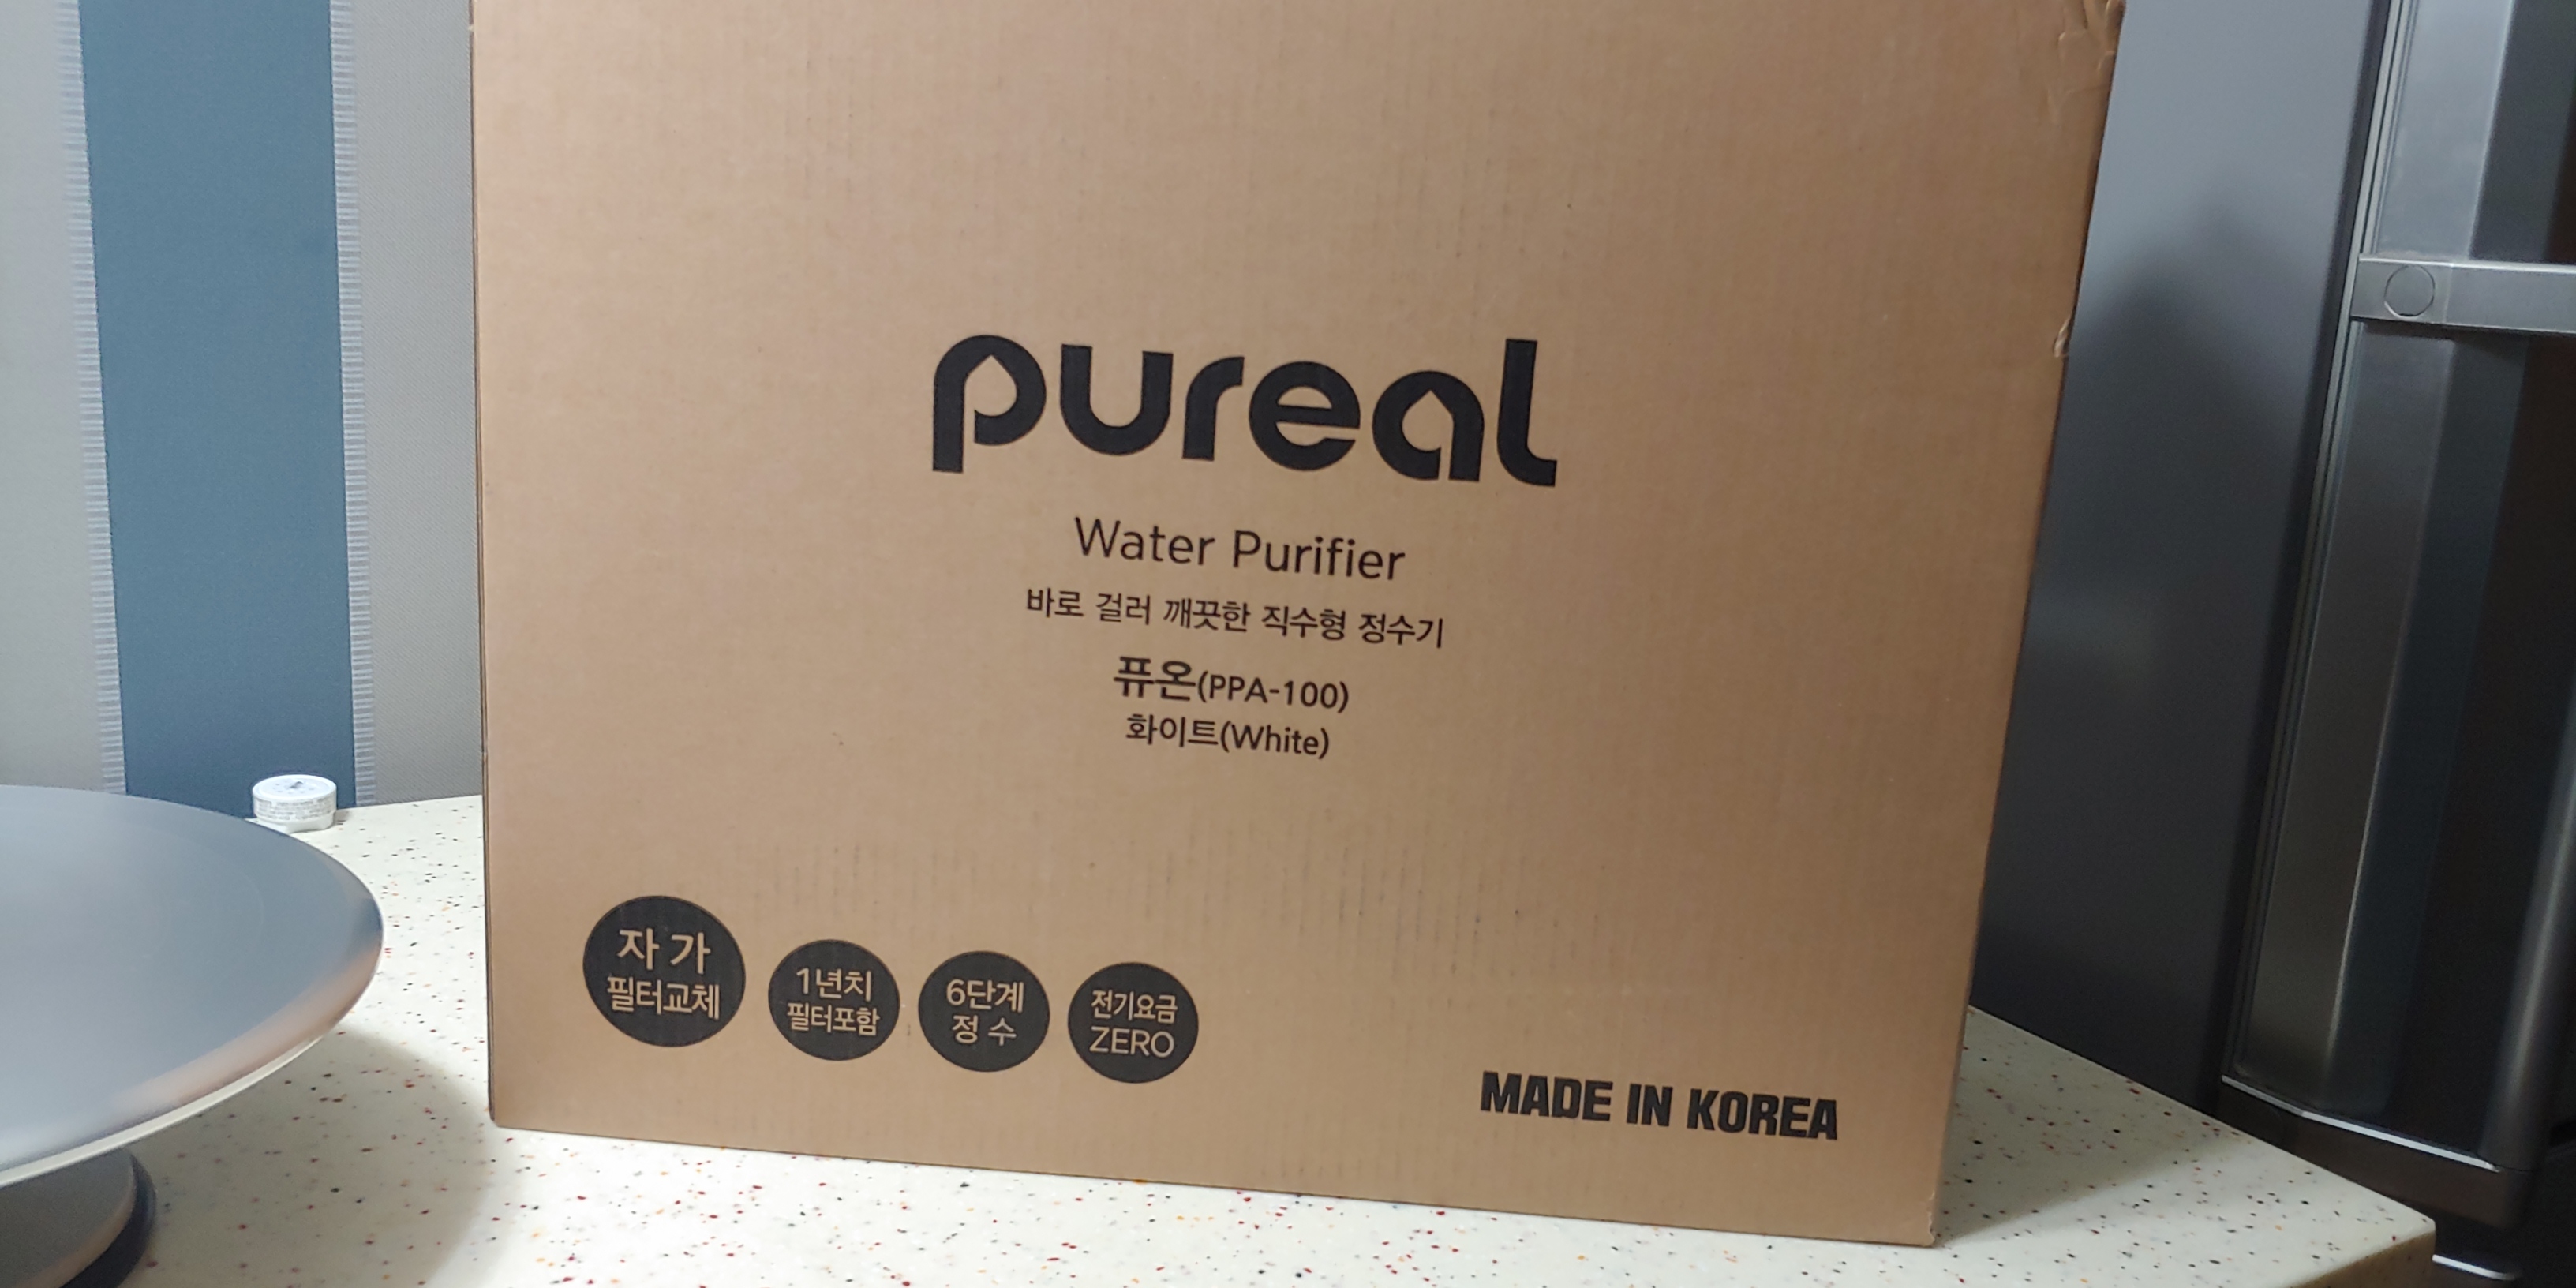 pureal
Water Purifier
바로 걸러 깨끗한 직수형 정수기
퓨온(PPA-100)
화이트(White)
자 가
필터교체
1년치
필터포함
6단계
정 수
전기요금
ZERO
MADE IN KOREA